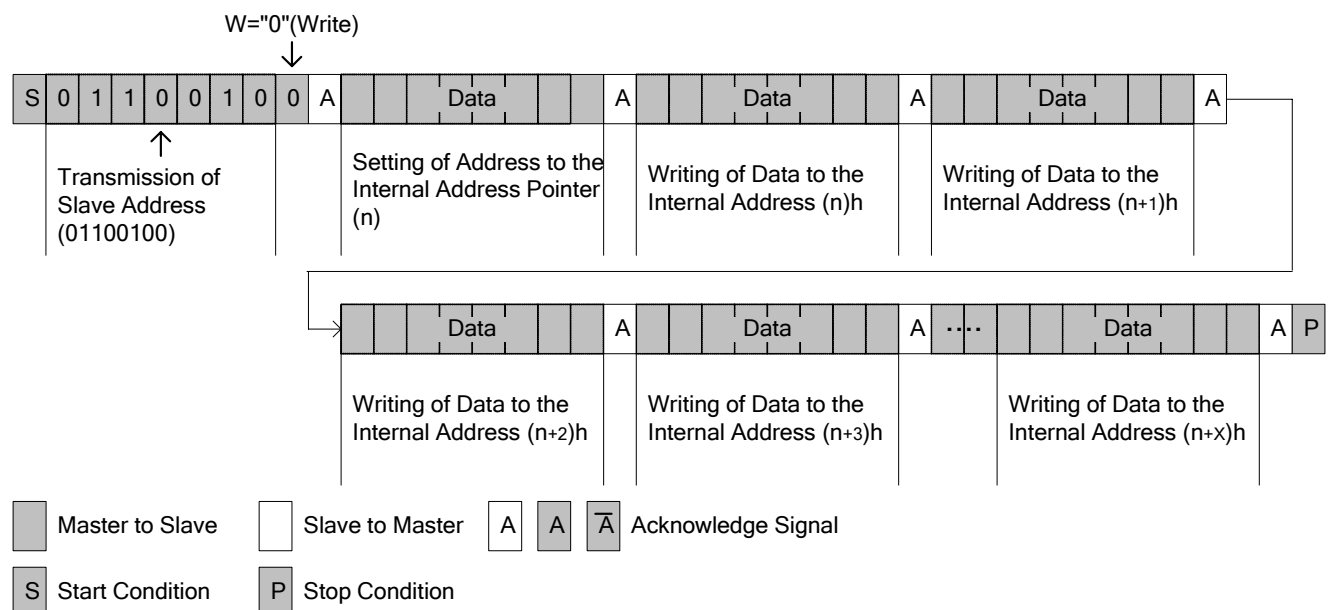 W="0"(Write)
S 0 1 1 0 0 1 0 0 A Data A Data A Data A
Transmission of
Slave Address
(01100100)
Setting of Address to the
Internal Address Pointer
(n)
Writing of Data to the
Internal Address (n)h
Writing of Data to the
Internal Address (n+1)h
Data A Data A ···· Data A P
Writing of Data to the
Internal Address (n+2)h
Writing of Data to the
Internal Address (n+3)h
Writing of Data to the
Internal Address (n+X)h
Master to Slave Slave to Master A A A̅ Acknowledge Signal
S Start Condition P Stop Condition